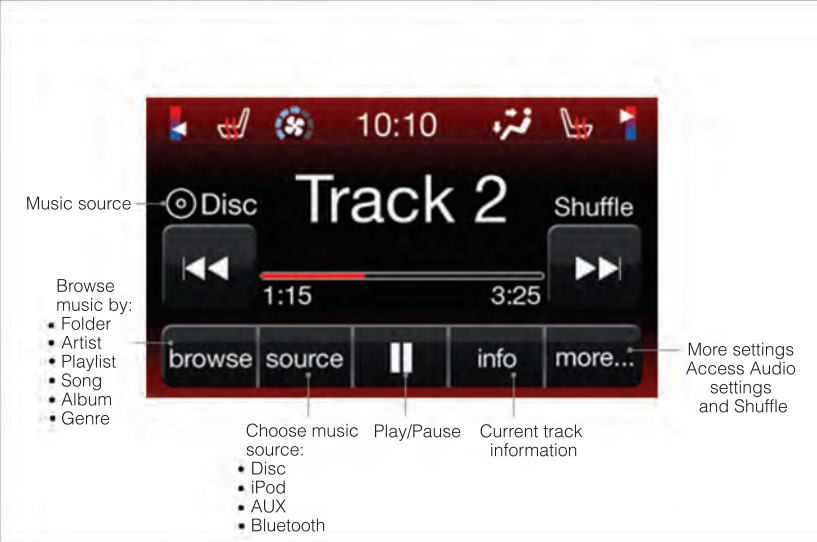 10:10
Music source
Disc
Track 2
Shuffle
1:15
3:25
Browse
music by:
• Folder
• Artist
• Playlist
• Song
• Album
• Genre
browse
source
info
more...
More settings
Access Audio
settings
and Shuffle
Choose music
source:
• Disc
• iPod
• AUX
• Bluetooth
Play/Pause
Current track
information